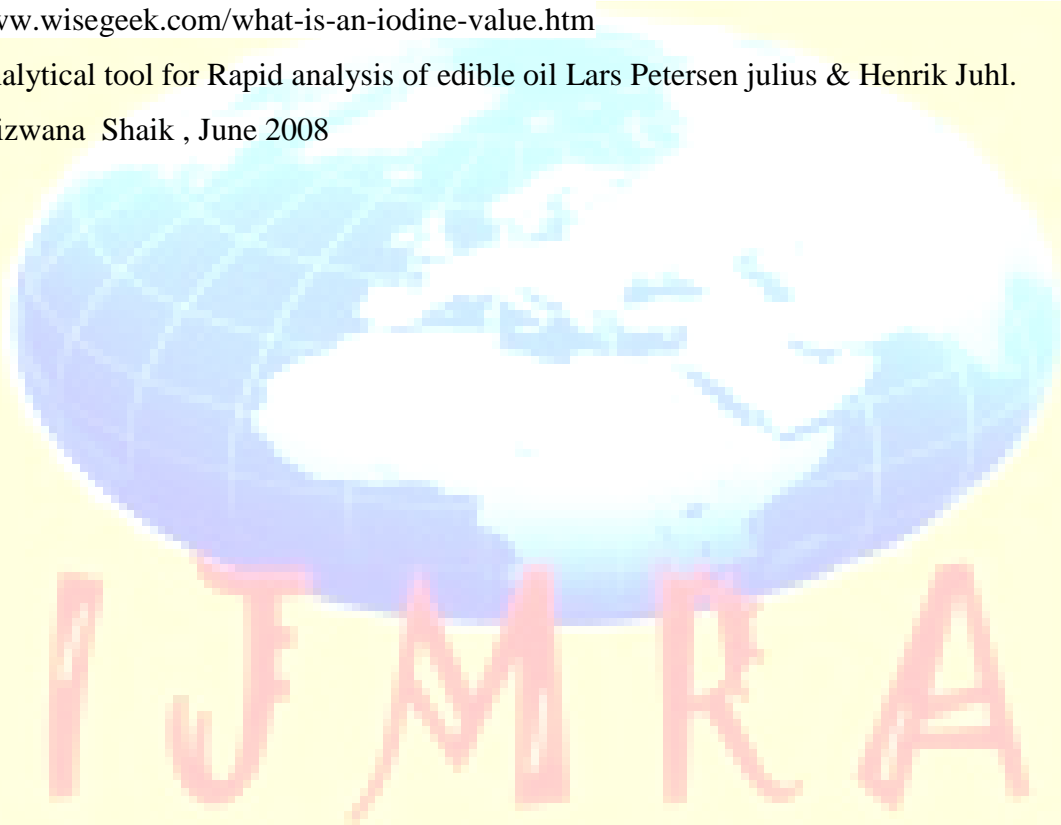 ww.wisegeek.com/what-is-an-iodine-value.htm
alytical tool for Rapid analysis of edible oil Lars Petersen julius & Henrik Juhl.
izwana Shaik , June 2008
IJMRA